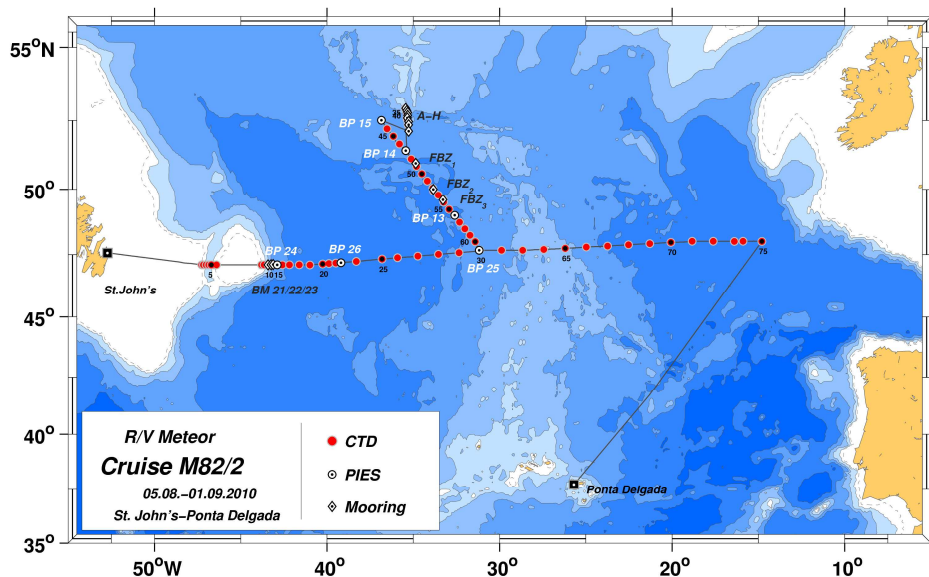 55°N
50°N
45°N
40°N
35°N
50°W
40°W
30°W
20°W
10°W
35
40
A-H
BP 15
45
BP 14
FBZ1
50
FBZ2
55
FBZ3
BP 13
60
BP 24
BP 26
30
BP 25
5
10 15
20
25
65
70
75
St.John's
BM 21/22/23
Ponta Delgada
R/V Meteor
Cruise M82/2
05.08.-01.09.2010
St. John's-Ponta Delgada
CTD
PIES
Mooring